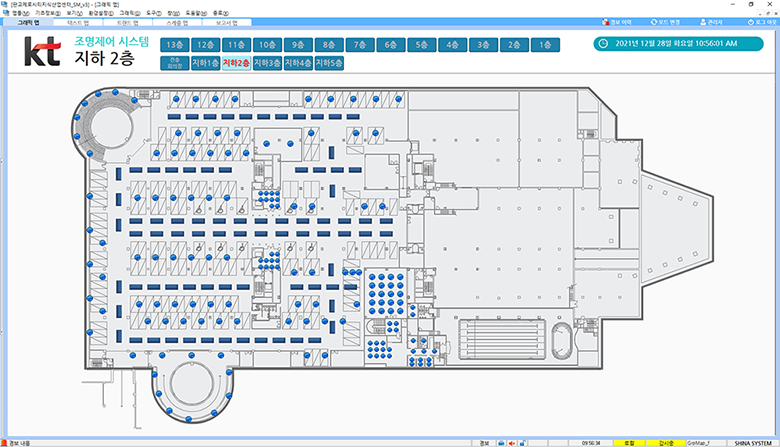 [판교제로시티지식산업센터_SM_v3] - [그래픽 맵]
맵폼(M) 기초정보(B) 보기(V) 환경설정(E) 그래픽(G) 도구(T) 창(W) 도움말(H) 종료(X)
그래픽 맵 텍스트 맵 트렌드 맵 스케쥴 맵 보고서 맵 경보 이력 모드 변경 관리자 로그 아웃
kt 조명제어 시스템
지하 2층
13층 12층 11층 10층 9층 8층 7층 6층 5층 4층 3층 2층 1층
지하1층 지하2층 지하3층 지하4층 지하5층
2021년 12월 28일 화요일 10:56:01 AM
경보 내용 경보 09:56:34 로컬 감시중 GrsMap_1 SHINA SYSTEM